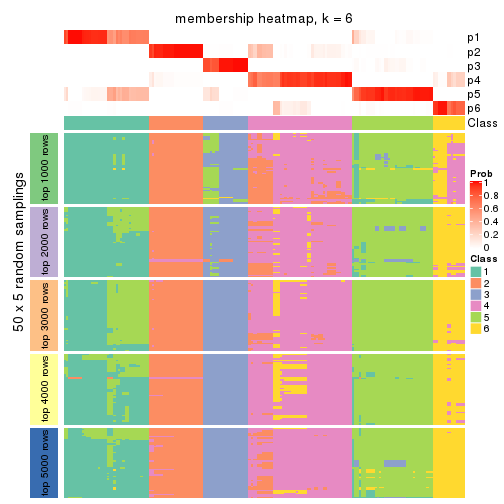 membership heatmap, k = 6
p1
p2
p3
p4
p5
p6
Class
50 x 5 random samplings
top 1000 rows
top 2000 rows
top 3000 rows
top 4000 rows
top 5000 rows
Prob
1
0.8
0.6
0.4
0.2
0
Class
1
2
3
4
5
6